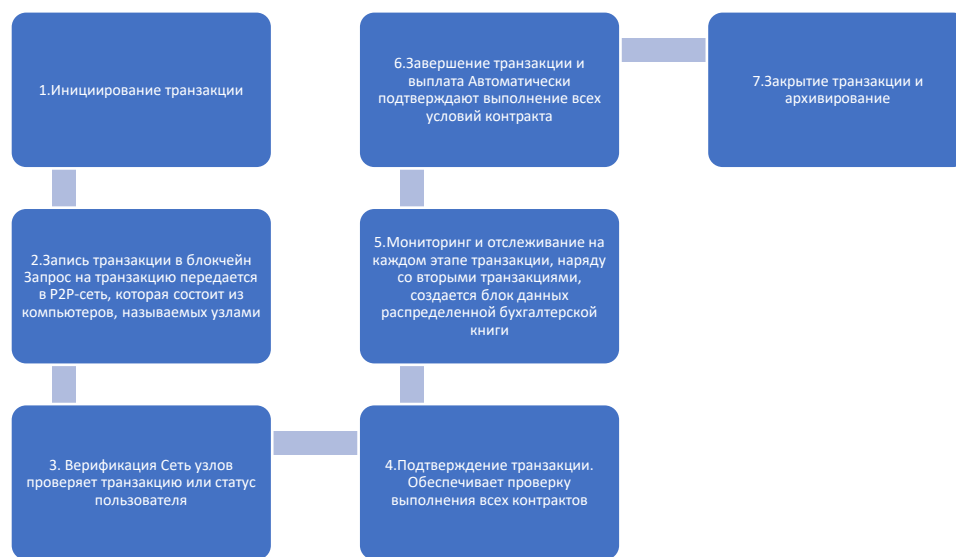 1.Инициирование транзакции
2.Запись транзакции в блокчейн
Запрос на транзакцию передается
в P2P-сеть, которая состоит из
компьютеров, называемых узлами
3. Верификация Сеть узлов
проверяет транзакцию или статус
пользователя
4.Подтверждение транзакции.
Обеспечивает проверку
выполнения всех контрактов
5.Мониторинг и отслеживание на
каждом этапе транзакции, наряду
со вторыми транзакциями,
создается блок данных
распределенной бухгалтерской
книги
6.Завершение транзакции и
выплата Автоматически
подтверждают выполнение всех
условий контракта
7.Закрытие транзакции и
архивирование